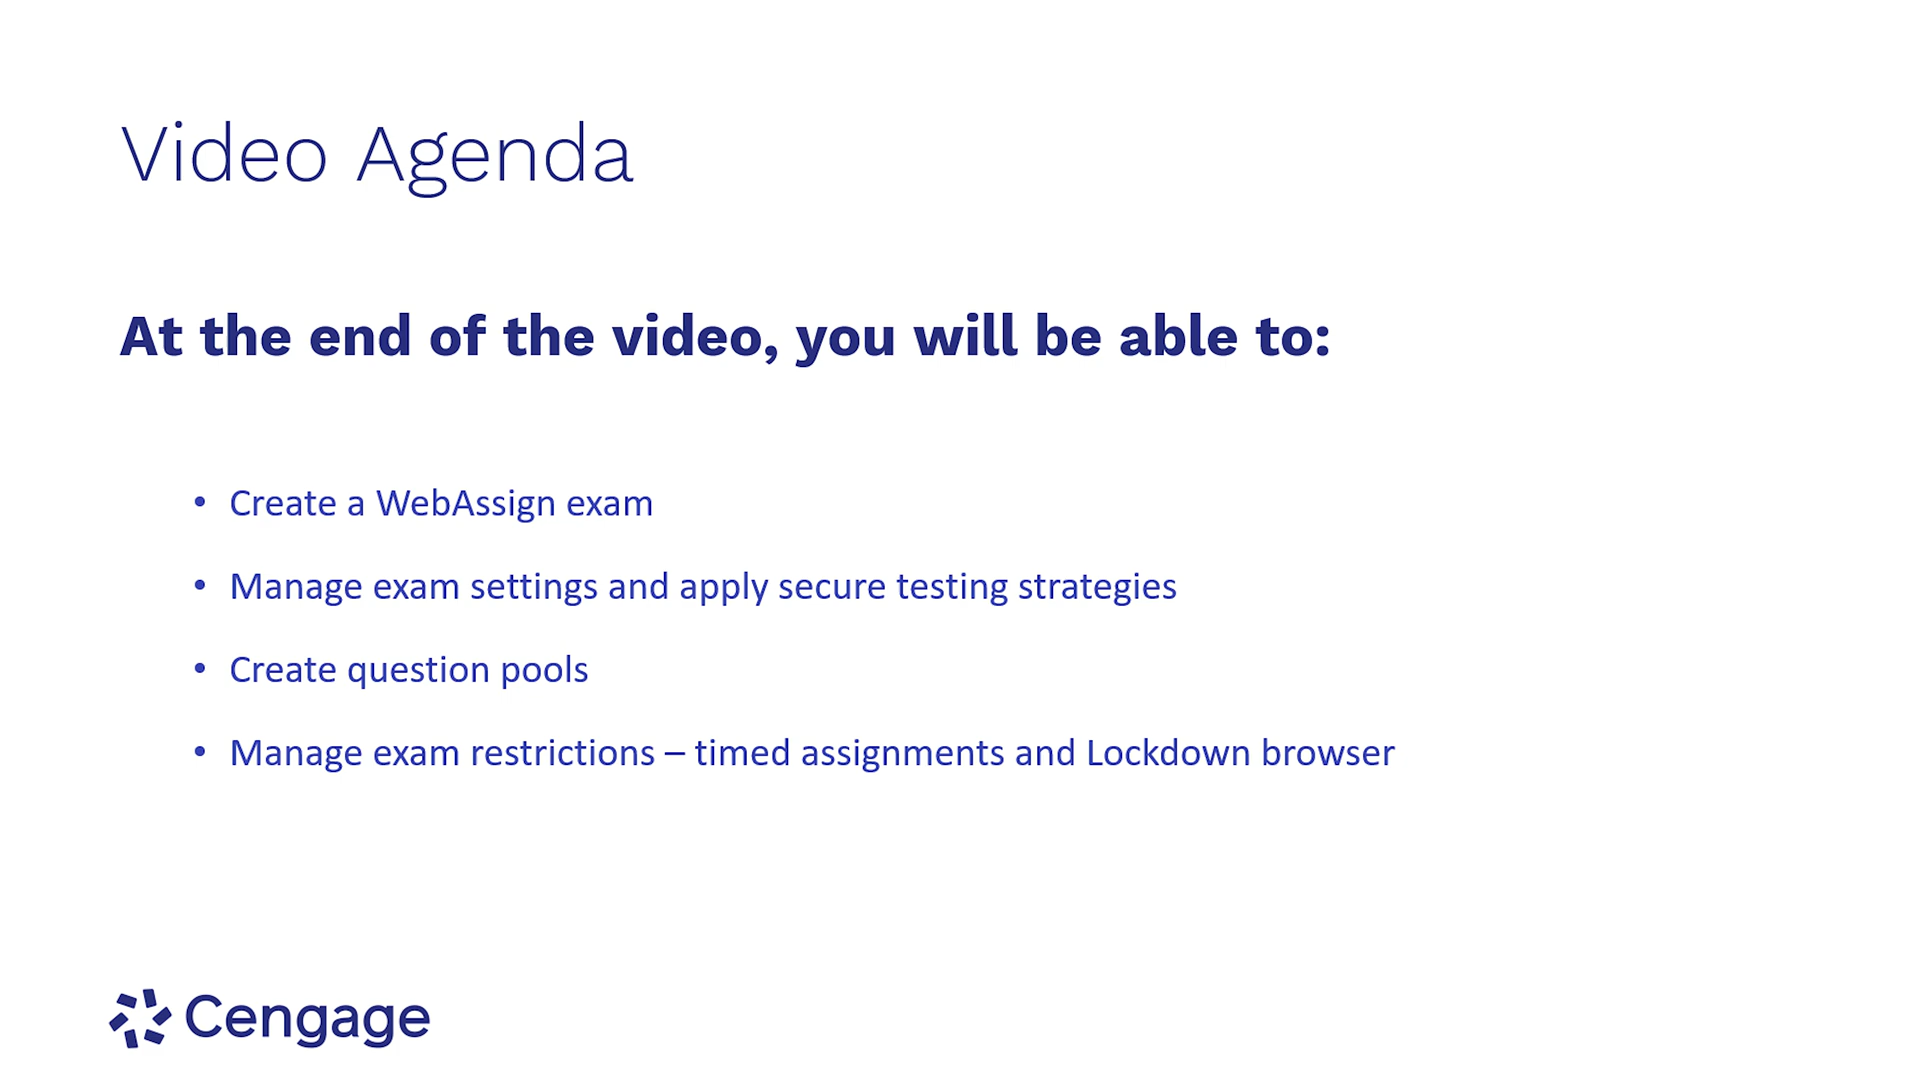 Video Agenda
At the end of the video, you will be able to:
• Create a WebAssign exam
• Manage exam settings and apply secure testing strategies
• Create question pools
• Manage exam restrictions – timed assignments and Lockdown browser
Cengage